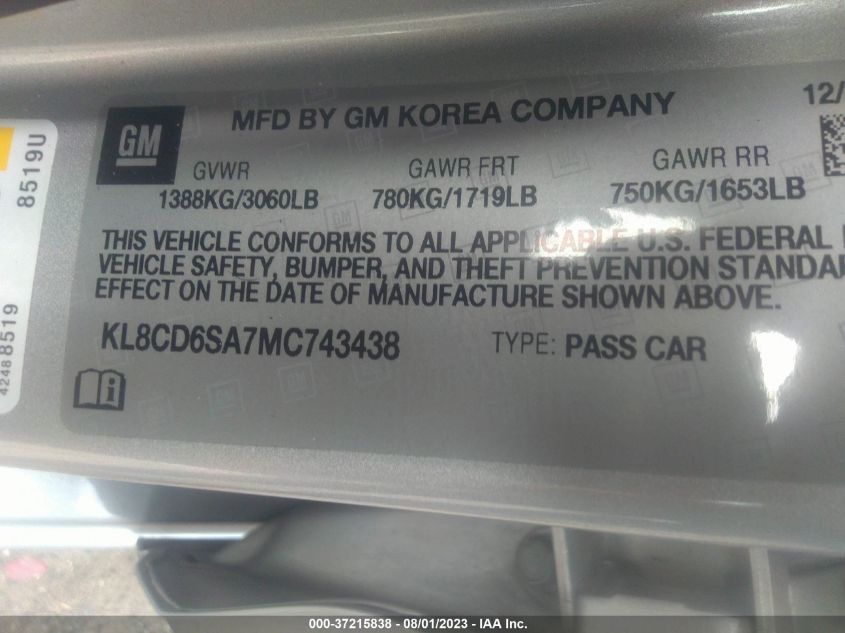 GM
MFD BY GM KOREA COMPANY
12/
GVWR
GAWR FRT
GAWR RR
1388KG/3060LB
780KG/1719LB
750KG/1653LB
THIS VEHICLE CONFORMS TO ALL APPLICABLE U.S. FEDERAL
VEHICLE SAFETY, BUMPER, AND THEFT PREVENTION STANDA
EFFECT ON THE DATE OF MANUFACTURE SHOWN ABOVE.
KL8CD6SA7MC743438
TYPE: PASS CAR
8519U
42488519
000-37215838 - 08/01/2023 - IAA Inc.